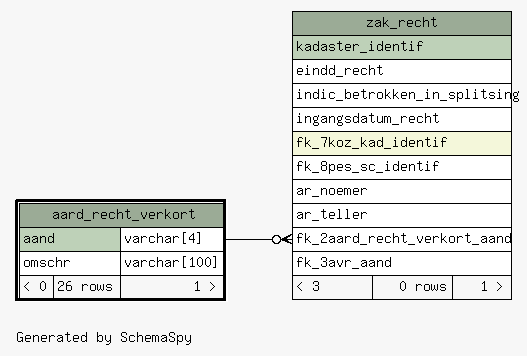 zak_recht
kadaster_identif
eindd_recht
indic_betrokken_in_splitsing
ingangsdatum_recht
fk_7koz_kad_identif
fk_8pes_sc_identif
ar_noemer
ar_teller
fk_2aard_recht_verkort_aand
fk_3avr_aand
< 3 0 rows 1 >
aard_recht_verkort
aand varchar[4]
omschr varchar[100]
< 0 26 rows 1 >
Generated by SchemaSpy